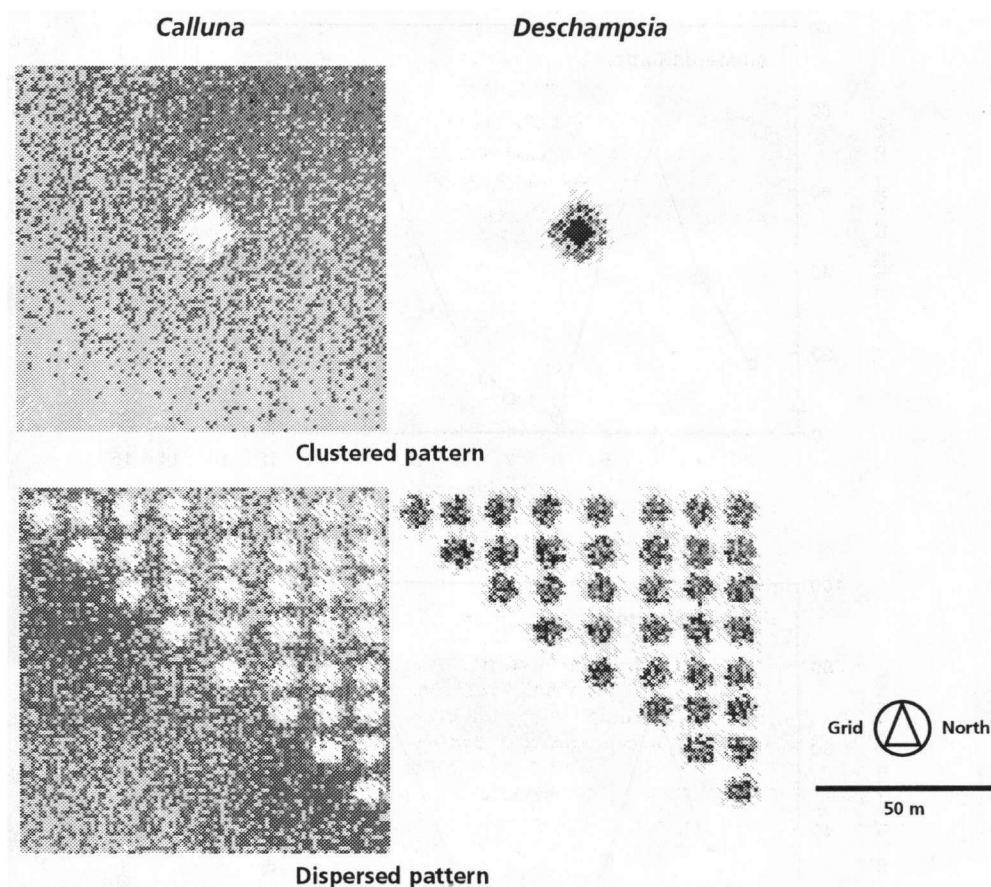 Calluna Deschampsia
Clustered pattern
Grid North
50 m
Dispersed pattern